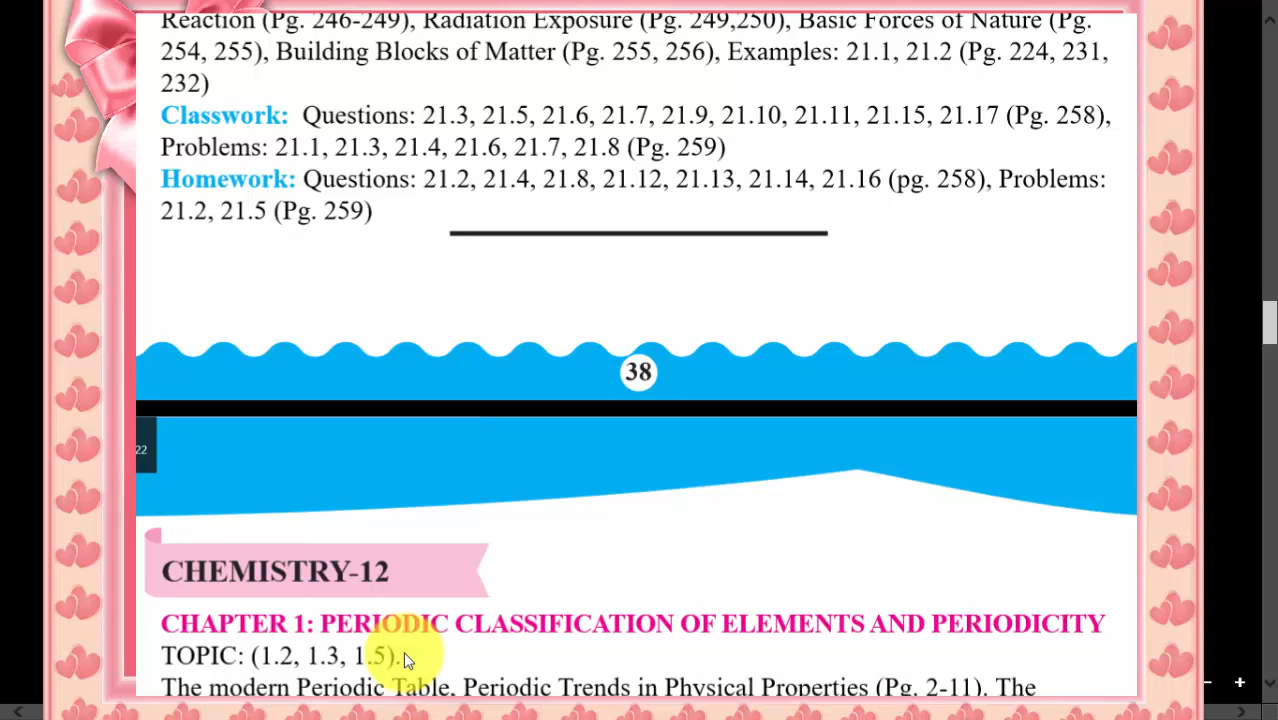 Reaction (Pg. 246-249), Radiation Exposure (Pg. 249,250), Basic Forces of Nature (Pg.
254, 255), Building Blocks of Matter (Pg. 255, 256), Examples: 21.1, 21.2 (Pg. 224, 231,
232)
Classwork: Questions: 21.3, 21.5, 21.6, 21.7, 21.9, 21.10, 21.11, 21.15, 21.17 (Pg. 258),
Problems: 21.1, 21.3, 21.4, 21.6, 21.7, 21.8 (Pg. 259)
Homework: Questions: 21.2, 21.4, 21.8, 21.12, 21.13, 21.14, 21.16 (pg. 258), Problems:
21.2, 21.5 (Pg. 259)
38
22
CHEMISTRY-12
CHAPTER 1: PERIODIC CLASSIFICATION OF ELEMENTS AND PERIODICITY
TOPIC: (1.2, 1.3, 1.5).
The modern Periodic Table, Periodic Trends in Physical Properties (Pg. 2-11). The